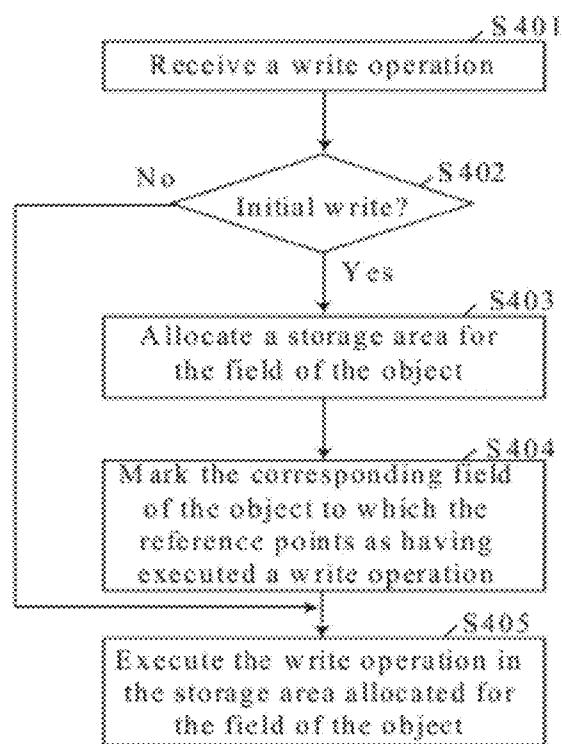 S401
Receive a write operation
S402
No
Initial write?
Yes
S403
Allocate a storage area for
the field of the object
S404
Mark the corresponding field
of the object to which the
reference points as having
executed a write operation
S405
Execute the write operation in
the storage area allocated for
the field of the object